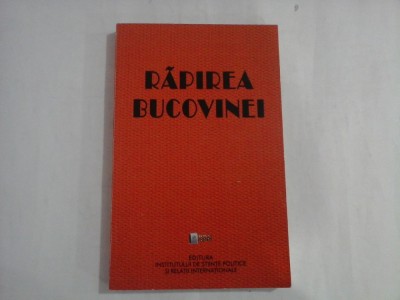 RĂPIREA
BUCOVINEI
EDITURA
INSTITUTULUI DE ȘTIINȚE POLITICE
ȘI RELAȚII INTERNAȚIONALE